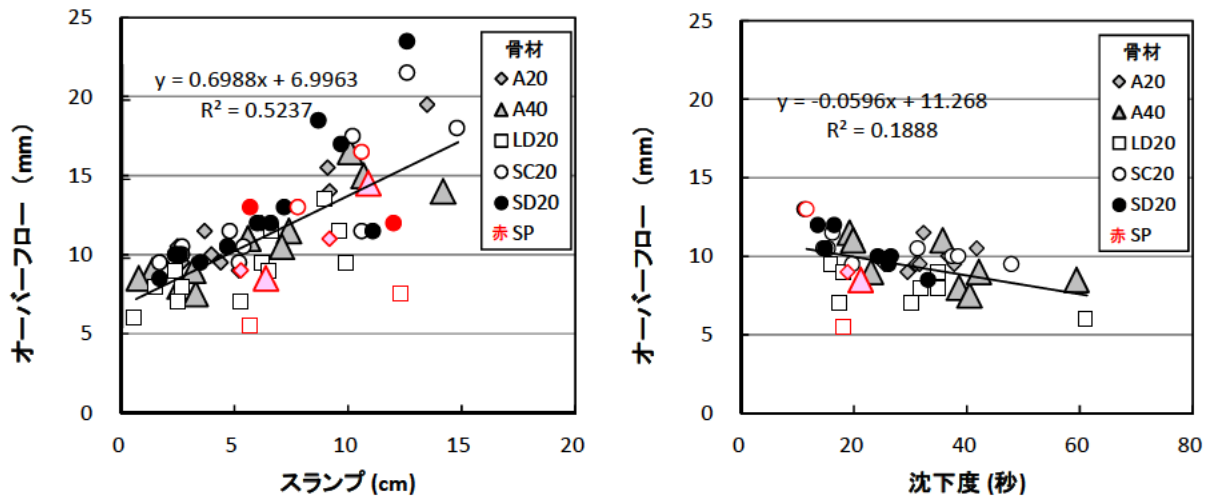 25
20
15
10
5
0
0
5
10
15
20
オーバーフロー (mm)
スランプ (cm)
y = 0.6988x + 6.9963
R² = 0.5237
骨材
A20
A40
LD20
SC20
SD20
赤 SP
25
20
15
10
5
0
0
20
40
60
80
オーバーフロー (mm)
沈下度 (秒)
y = -0.0596x + 11.268
R² = 0.1888
骨材
A20
A40
LD20
SC20
SD20
赤 SP